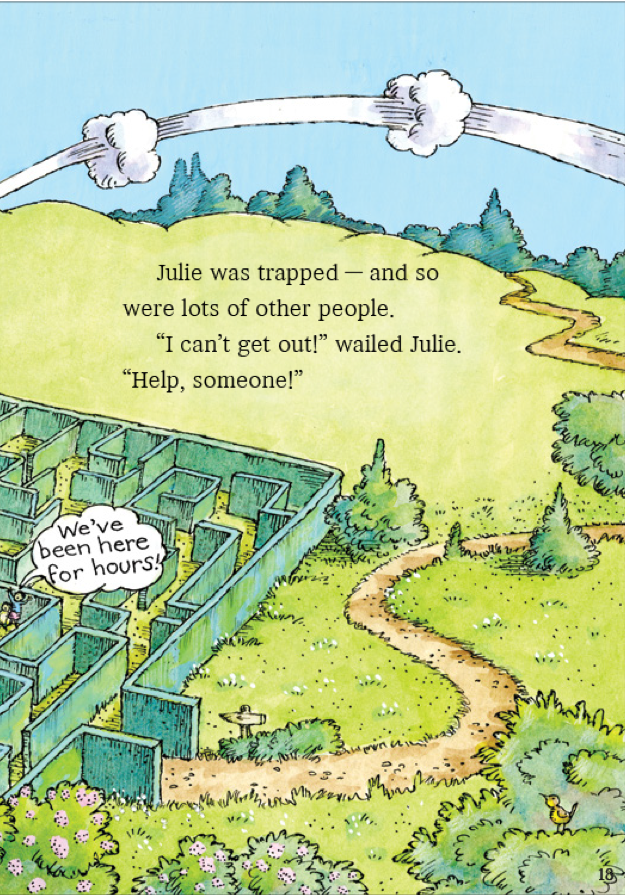 Julie was trapped — and so
were lots of other people.
“I can’t get out!” wailed Julie.
“Help, someone!”
We’ve
been here
for hours!
13